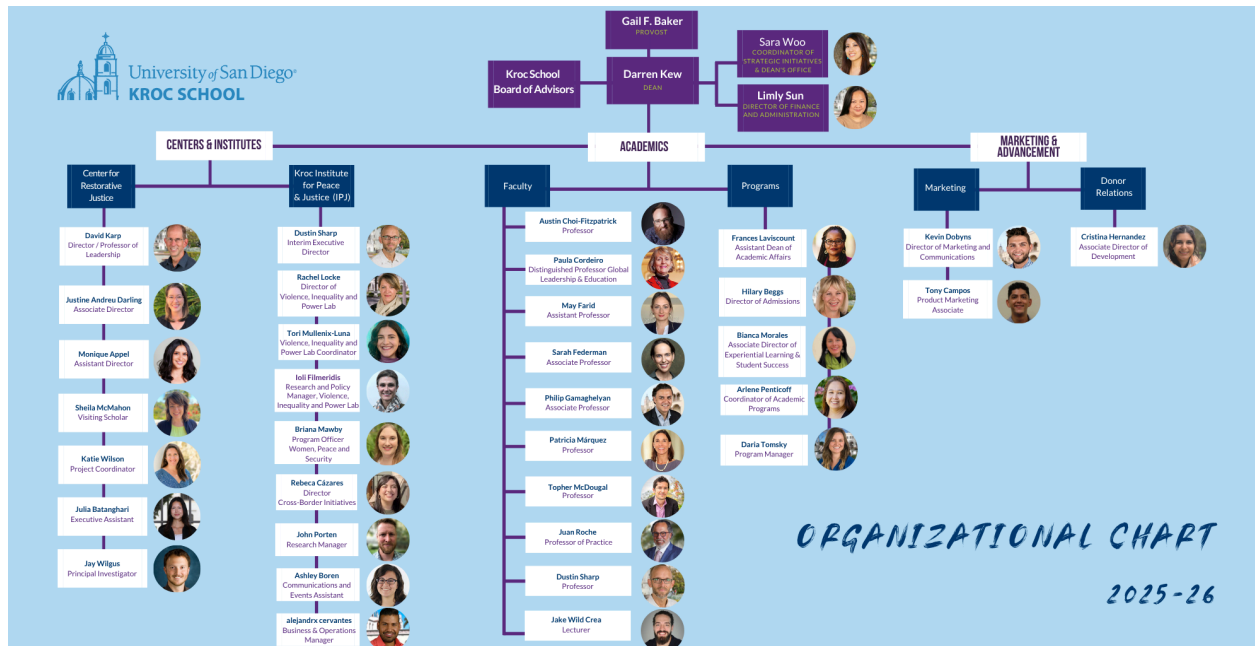 University of San Diego®
KROC SCHOOL
Gail F. Baker
PROVOST
Kroc School
Board of Advisors
Darren Kew
DEAN
Sara Woo
COORDINATOR OF
STRATEGIC INITIATIVES
& DEAN'S OFFICE
Limly Sun
DIRECTOR OF FINANCE
AND ADMINISTRATION
CENTERS & INSTITUTES
ACADEMICS
MARKETING &
ADVANCEMENT
Center for
Restorative
Justice
David Karp
Director / Professor of
Leadership
Justine Andreu Darling
Associate Director
Monique Appel
Assistant Director
Sheila McMahon
Visiting Scholar
Katie Wilson
Project Coordinator
Julia Batanghari
Executive Assistant
Jay Wilgus
Principal Investigator
Kroc Institute
for Peace
& Justice (IPJ)
Dustin Sharp
Interim Executive
Director
Rachel Locke
Director of
Violence, Inequality and
Power Lab
Tori Mullenix-Luna
Violence, Inequality and
Power Lab Coordinator
Ioli Filmeridis
Research and Policy
Manager, Violence,
Inequality and Power Lab
Briana Mawby
Program Officer
Women, Peace and
Security
Rebeca Cázares
Director
Cross-Border Initiatives
John Porten
Research Manager
Ashley Boren
Communications and
Events Assistant
alejandrx cervantes
Business & Operations
Manager
Faculty
Austin Choi-Fitzpatrick
Professor
Paula Cordeiro
Distinguished Professor Global
Leadership & Education
May Farid
Assistant Professor
Sarah Federman
Associate Professor
Philip Gamaghelyan
Associate Professor
Patricia Márquez
Professor
Topher McDougal
Professor
Juan Roche
Professor of Practice
Dustin Sharp
Professor
Jake Wild Crea
Lecturer
Programs
Frances Laviscount
Assistant Dean of
Academic Affairs
Hilary Beggs
Director of Admissions
Bianca Morales
Associate Director of
Experiential Learning &
Student Success
Arlene Penticoff
Coordinator of Academic
Programs
Daria Tomsky
Program Manager
Marketing
Kevin Dobyns
Director of Marketing and
Communications
Tony Campos
Product Marketing
Associate
Donor
Relations
Cristina Hernandez
Associate Director of
Development
ORGANIZATIONAL CHART
2025-26